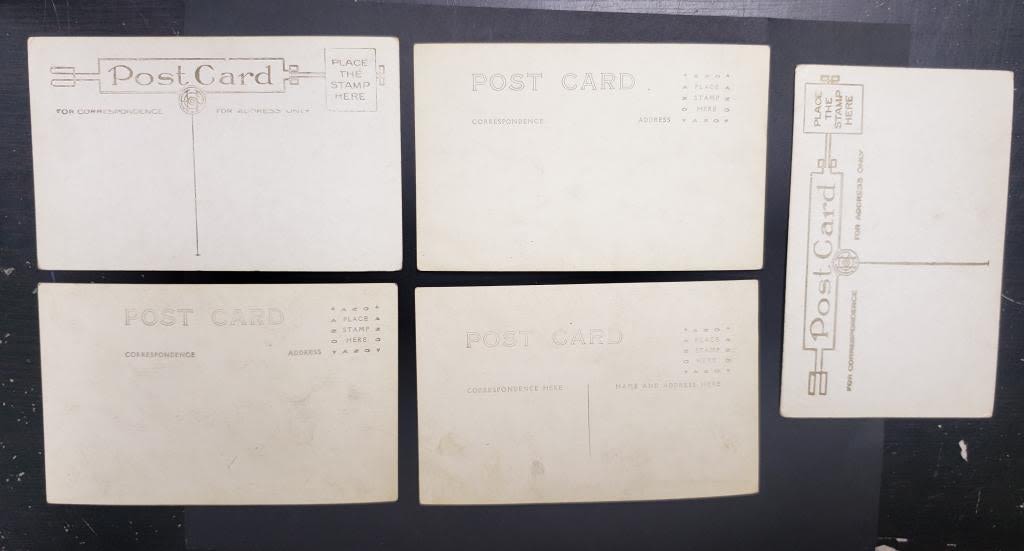 Post Card
PLACE
THE
STAMP
HERE
FOR CORRESPONDENCE
FOR ADDRESS ONLY
POST CARD
AZOA
PLACE
STAMP
HERE
CORRESPONDENCE
ADDRESS
POST CARD
PLACE
STAMP
HERE
CORRESPONDENCE
ADDRESS
POST CARD
PLACE
STAMP
HERE
CORRESPONDENCE HERE
NAME AND ADDRESS HERE
Post Card
PLACE
THE
STAMP
HERE
FOR CORRESPONDENCE
FOR ADDRESS ONLY